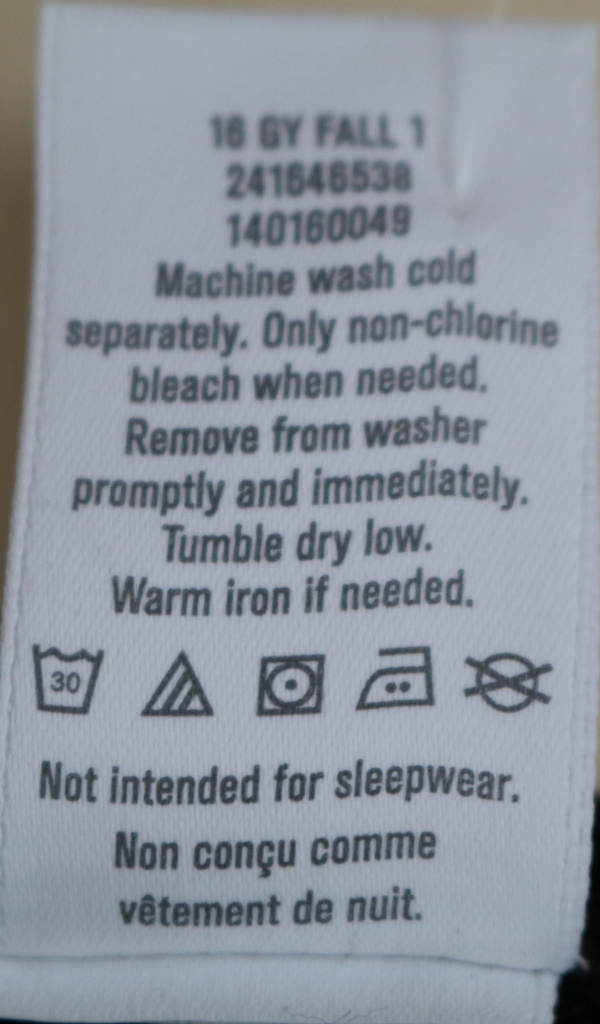 16 GY FALL 1
241646538
140160049
Machine wash cold
separately. Only non-chlorine
bleach when needed.
Remove from washer
promptly and immediately.
Tumble dry low.
Warm iron if needed.
30
Not intended for sleepwear.
Non conçu comme
vêtement de nuit.